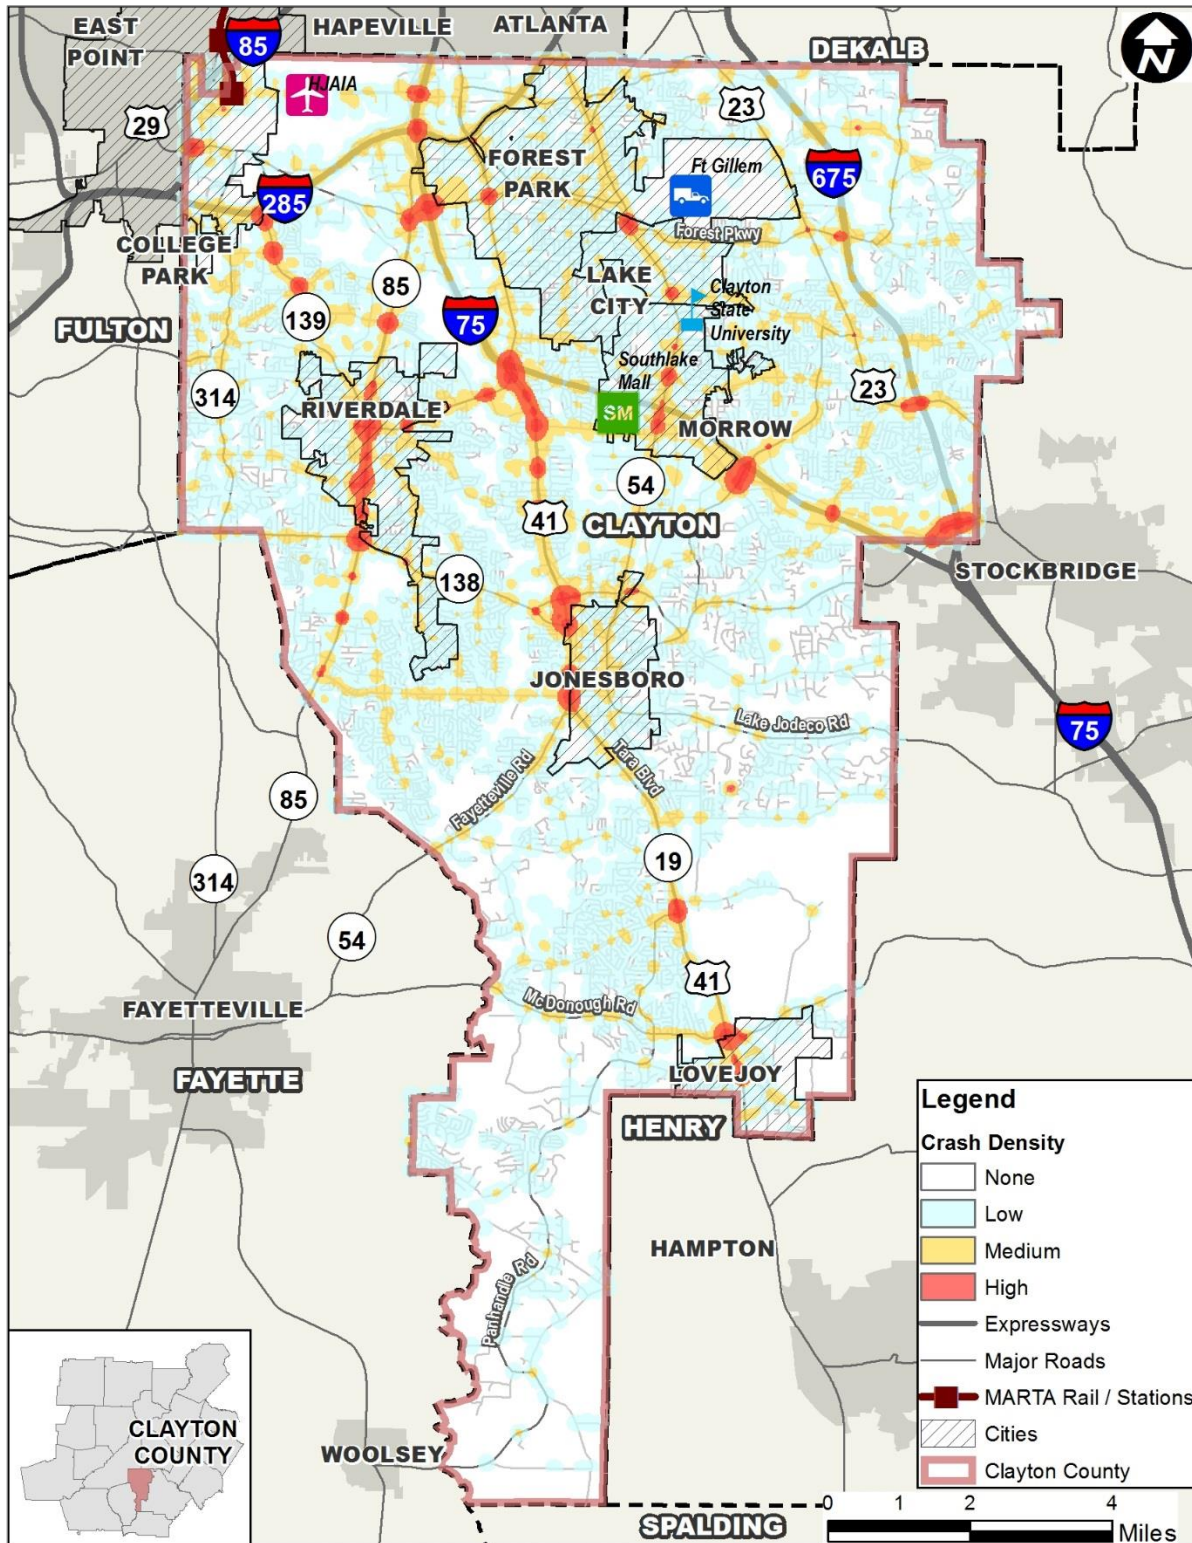 EAST
POINT
85
HAPEVILLE
ATLANTA
DEKALB
N
HJAIA
29
23
FOREST
PARK
Ft Gillem
675
285
Forest Pkwy
COLLEGE
PARK
LAKE
CITY
85
Clayton
State
University
139
75
FULTON
Southlake
Mall
314
23
RIVERDALE
SM
MORROW
54
41
CLAYTON
138
STOCKBRIDGE
JONESBORO
Lake Jodeco Rd
75
Tara Blvd
Fayetteville Rd
85
19
314
54
41
McDonough Rd
FAYETTEVILLE
LOVEJOY
FAYETTE
HENRY
HAMPTON
Panhandle Rd
WOOLSEY
SPALDING
Legend
Crash Density
None
Low
Medium
High
Expressways
Major Roads
MARTA Rail / Stations
Cities
Clayton County
CLAYTON
COUNTY
0 1 2 4
Miles